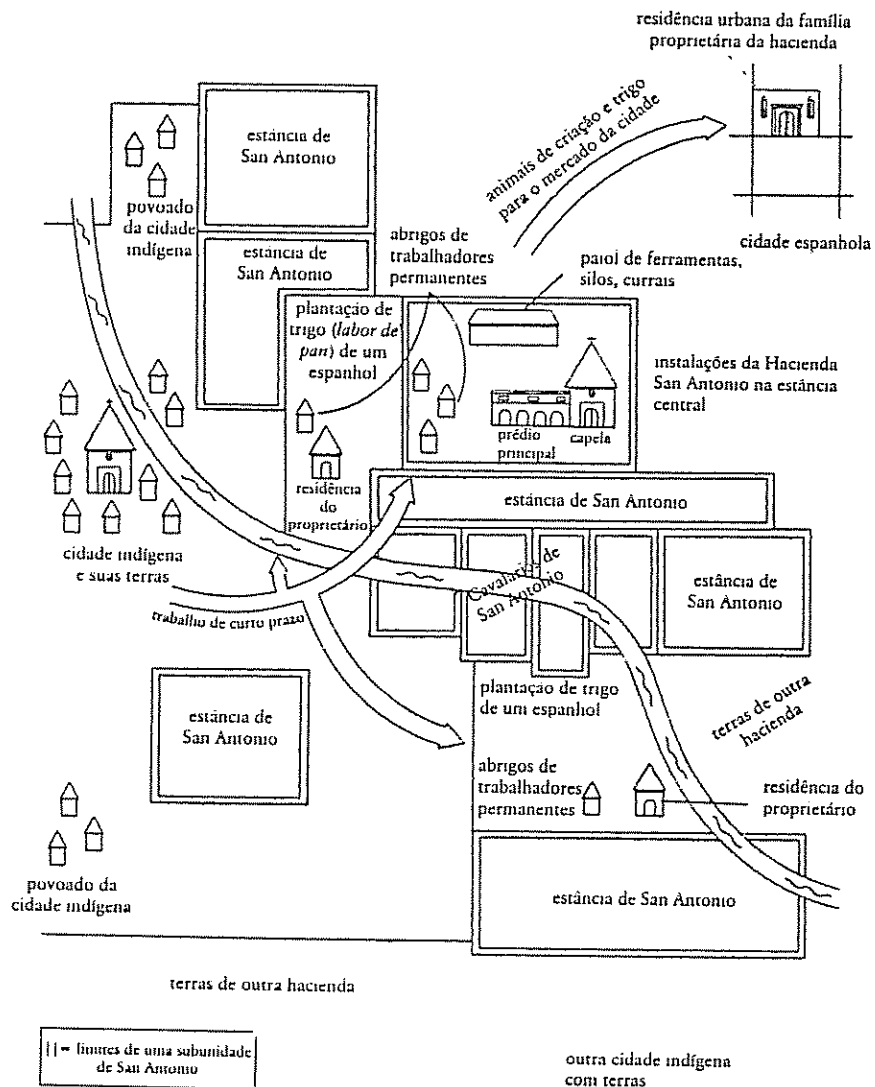 residência urbana da família
proprietária da hacienda
animais de criação e trigo
para o mercado da cidade
cidade espanhola
estância de
San Antonio
povoado
da cidade
indígena
estância de
San Antonio
abrigos de
trabalhadores
permanentes
paiol de ferramentas,
silos, currais
plantação de
trigo (labor de
pan) de um
espanhol
instalações da Hacienda
San Antonio na estância
central
prédio
principal
capela
residência
do
proprietário
estância de San Antonio
cidade indígena
e suas terras
trabalho de curto prazo
Cavalarias de
San Antonio
estância de
San Antonio
plantação de trigo
de um espanhol
terras de outra
hacienda
estância de
San Antonio
abrigos de
trabalhadores
permanentes
residência do
proprietário
povoado da
cidade indígena
estância de San Antonio
terras de outra hacienda
|| = limites de uma subunidade
de San Antonio
outra cidade indígena
com terras